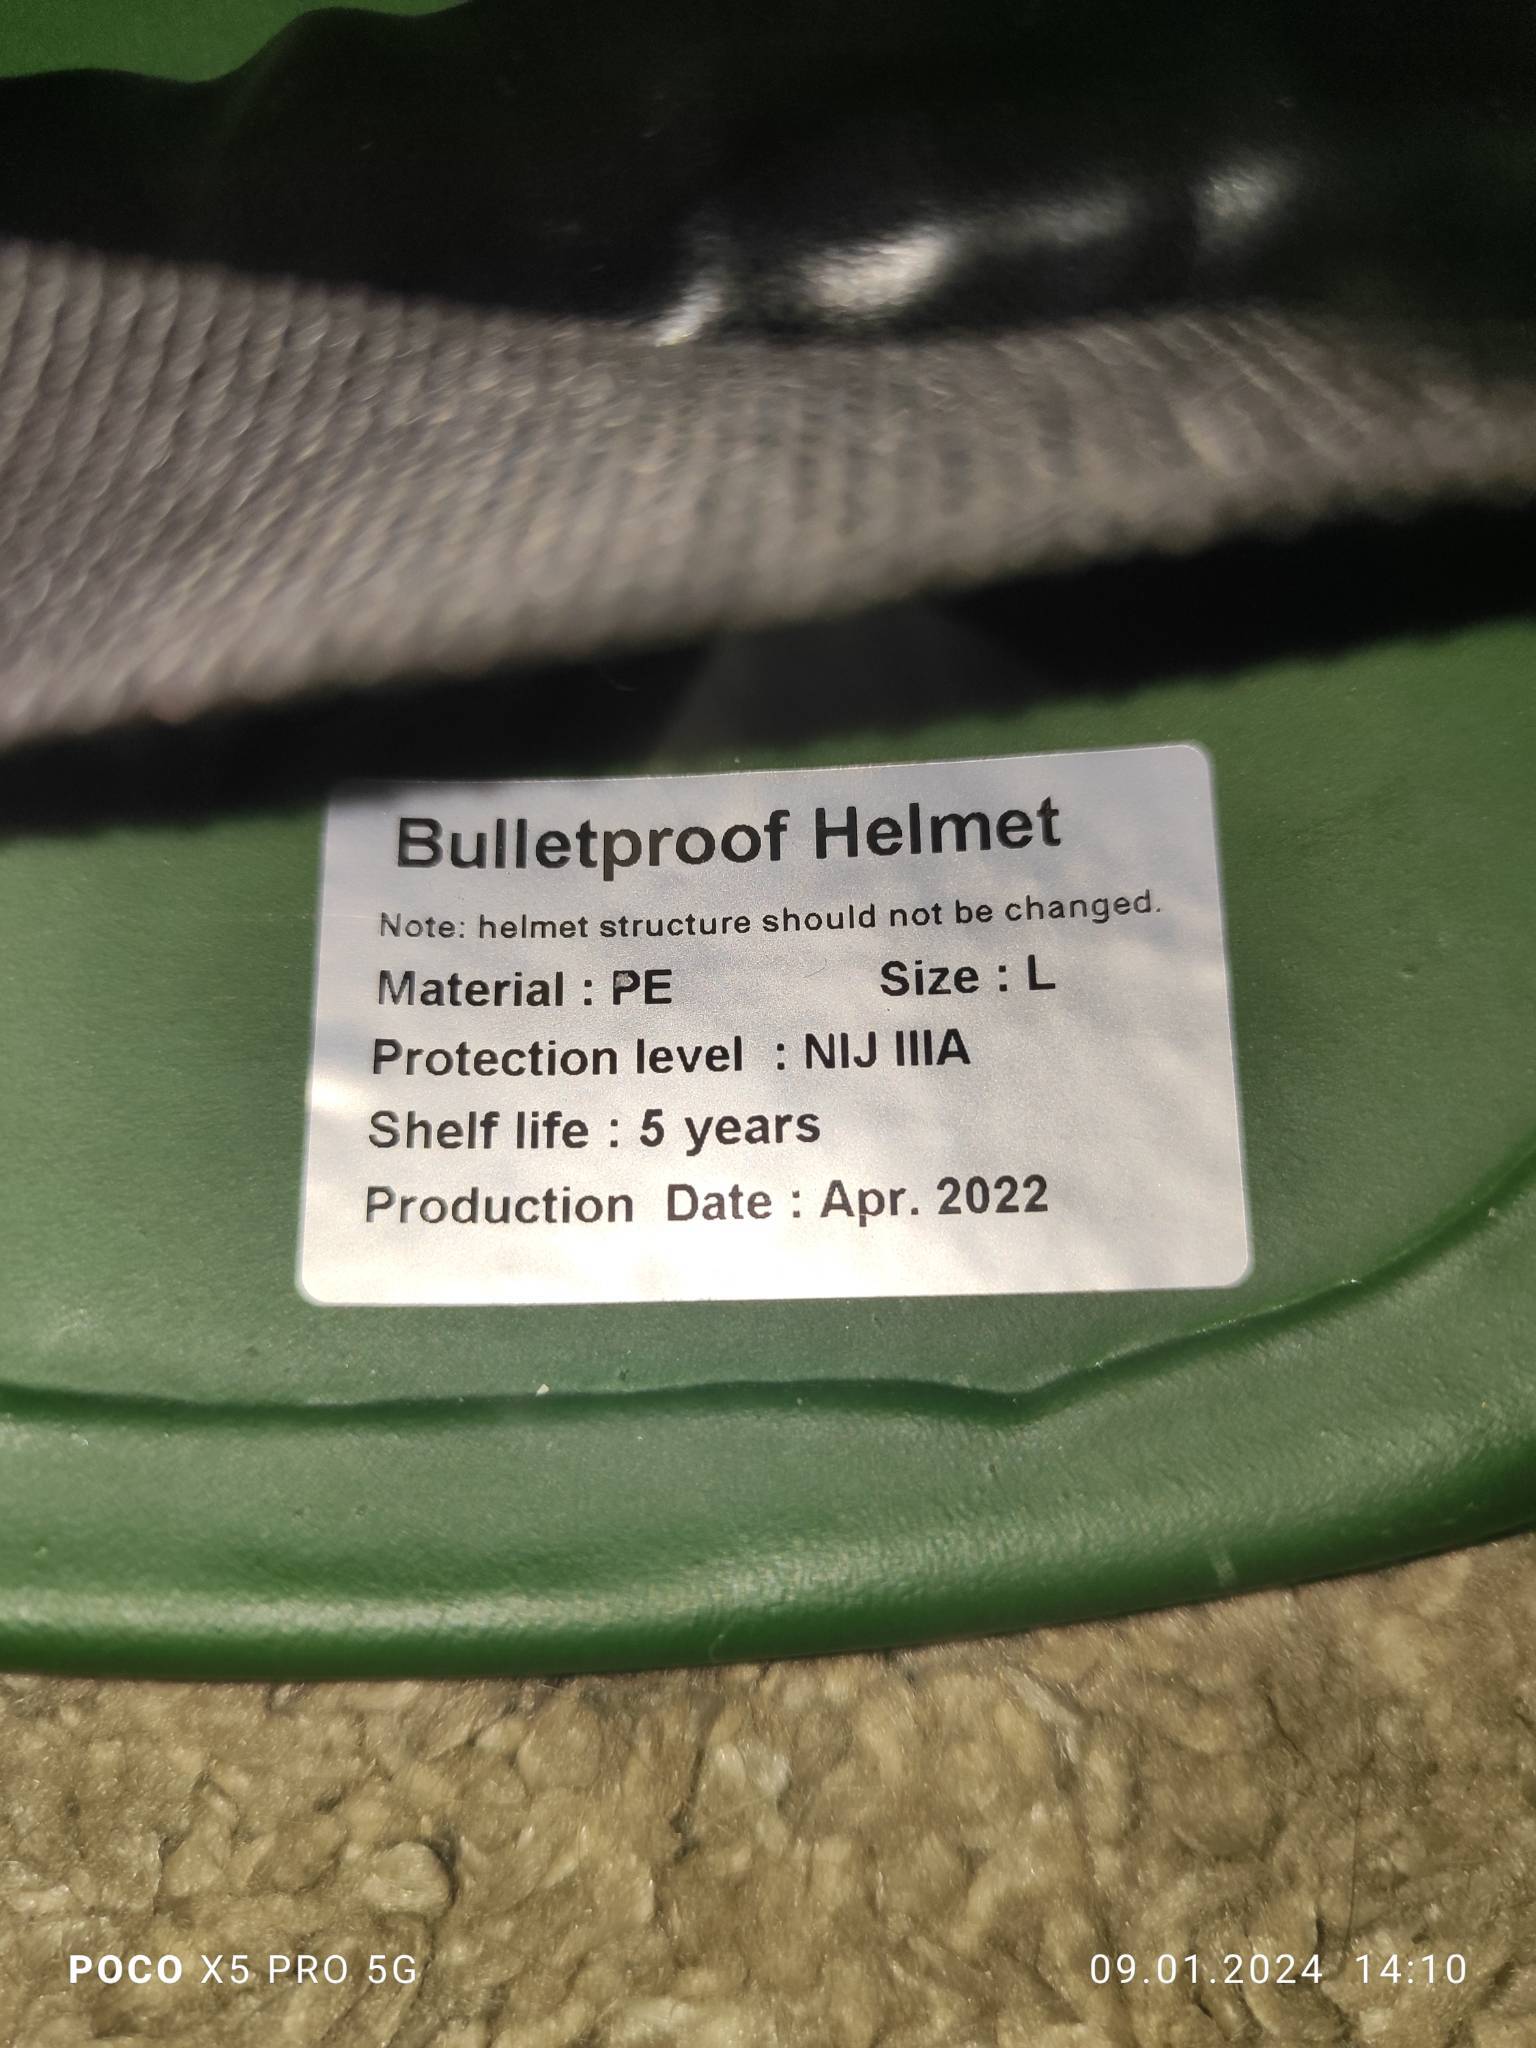 Bulletproof Helmet
Note: helmet structure should not be changed.
Material : PE Size : L
Protection level : NIJ IIIA
Shelf life : 5 years
Production Date : Apr. 2022
POCO X5 PRO 5G 09.01.2024 14:10